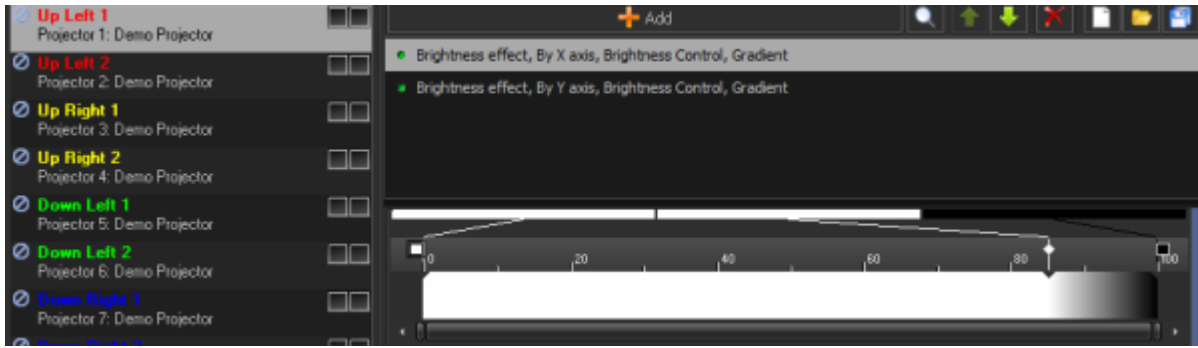 Up Left 1
Projector 1: Demo Projector
Up Left 2
Projector 2: Demo Projector
Up Right 1
Projector 3: Demo Projector
Up Right 2
Projector 4: Demo Projector
Down Left 1
Projector 5: Demo Projector
Down Left 2
Projector 6: Demo Projector
Down Right 1
Projector 7: Demo Projector
Down Right 2
Add
Brightness effect, By X axis, Brightness Control, Gradient
Brightness effect, By Y axis, Brightness Control, Gradient
0 20 40 60 80 100